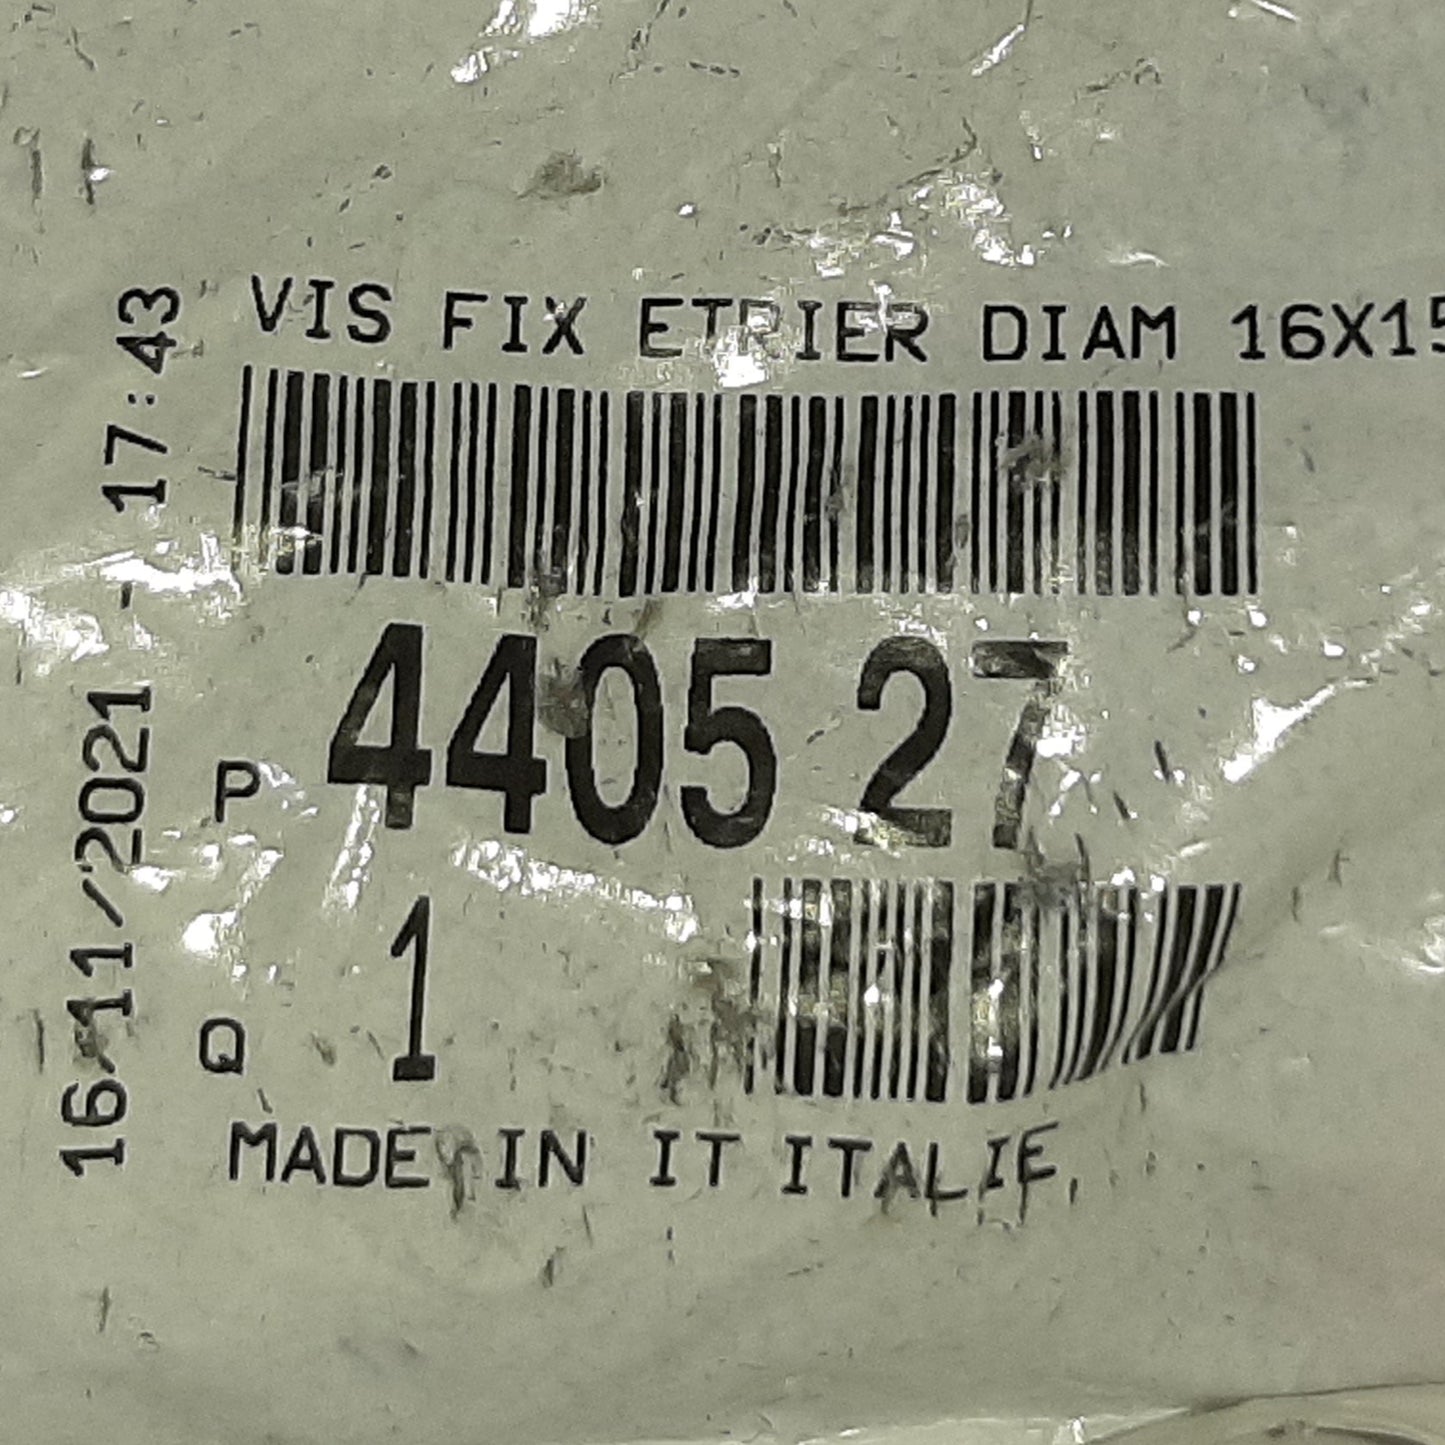 VIS FIX ETRIER DIAM 16X15
P 4405 27
Q 1
MADE IN IT ITALIE
16/11/2021 - 17:43